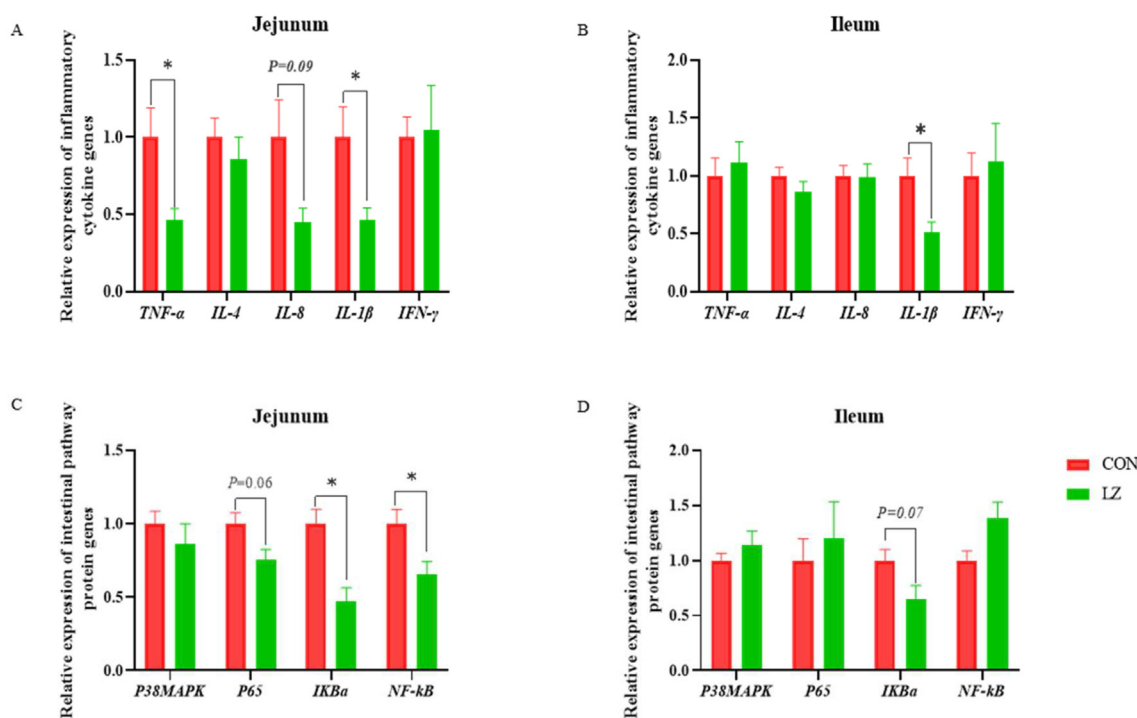 A
Jejunum
Relative expression of inflammatory
cytokine genes
1.5
1.0
0.5
0.0
*
P=0.09
*
TNF-α IL-4 IL-8 IL-1β IFN-γ
B
Ileum
Relative expression of inflammatory
cytokine genes
2.0
1.5
1.0
0.5
0.0
*
TNF-α IL-4 IL-8 IL-1β IFN-γ
C
Jejunum
Relative expression of intestinal pathway
protein genes
1.5
1.0
0.5
0.0
P=0.06
*
*
P38MAPK P65 IKBa NF-kB
D
Ileum
Relative expression of intestinal pathway
protein genes
2.0
1.5
1.0
0.5
0.0
P=0.07
P38MAPK P65 IKBa NF-kB
CON
LZ